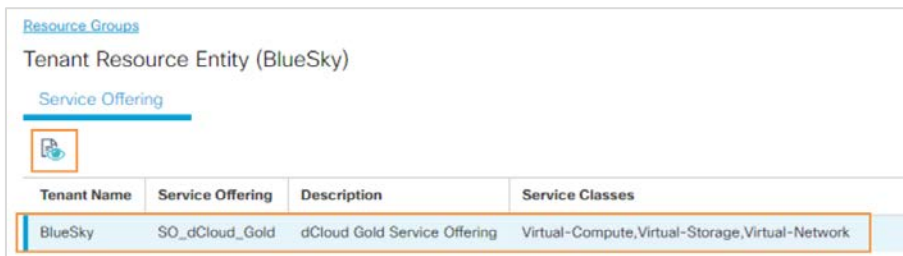 Resource Groups
Tenant Resource Entity (BlueSky)
Service Offering
Tenant Name Service Offering Description Service Classes
BlueSky SO_dCloud_Gold dCloud Gold Service Offering Virtual-Compute,Virtual-Storage,Virtual-Network